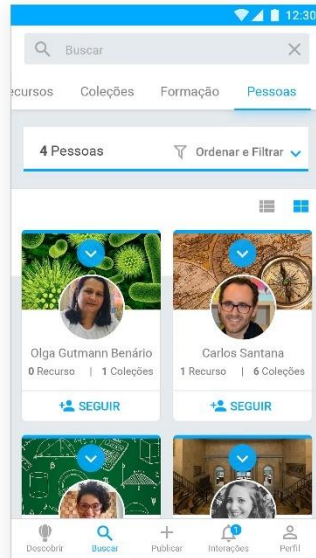 12:30
Buscar
ecursos Coleções Formação Pessoas
4 Pessoas Ordenar e Filtrar
Olga Gutmann Benário Carlos Santana
0 Recurso | 1 Coleções 1 Recurso | 6 Coleções
SEGUIR SEGUIR
1
Descobrir Buscar Publicar Interações Perfil